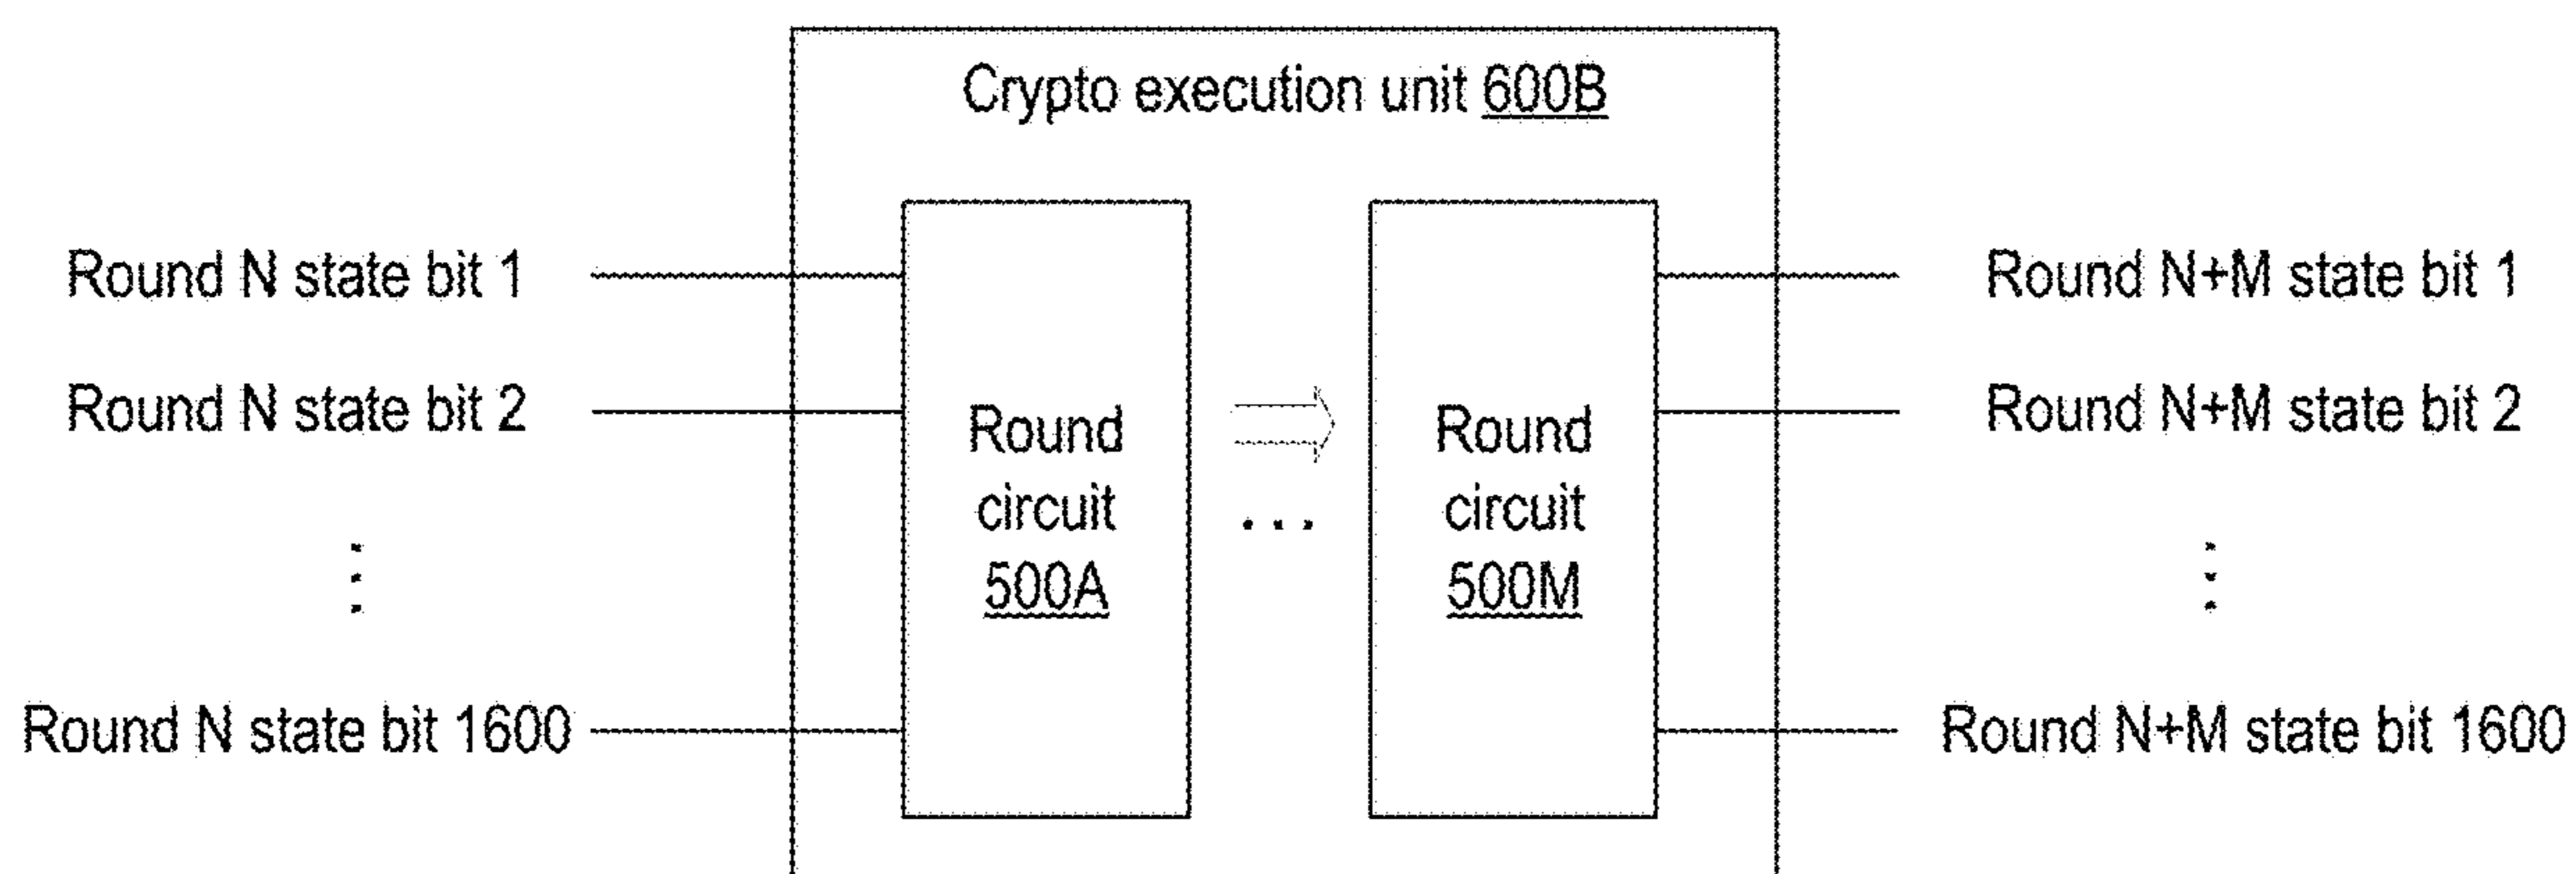 Crypto execution unit 600B
Round N state bit 1
Round N+M state bit 1
Round N state bit 2
Round
circuit
500A
...
Round
circuit
500M
Round N+M state bit 2
Round N state bit 1600
Round N+M state bit 1600